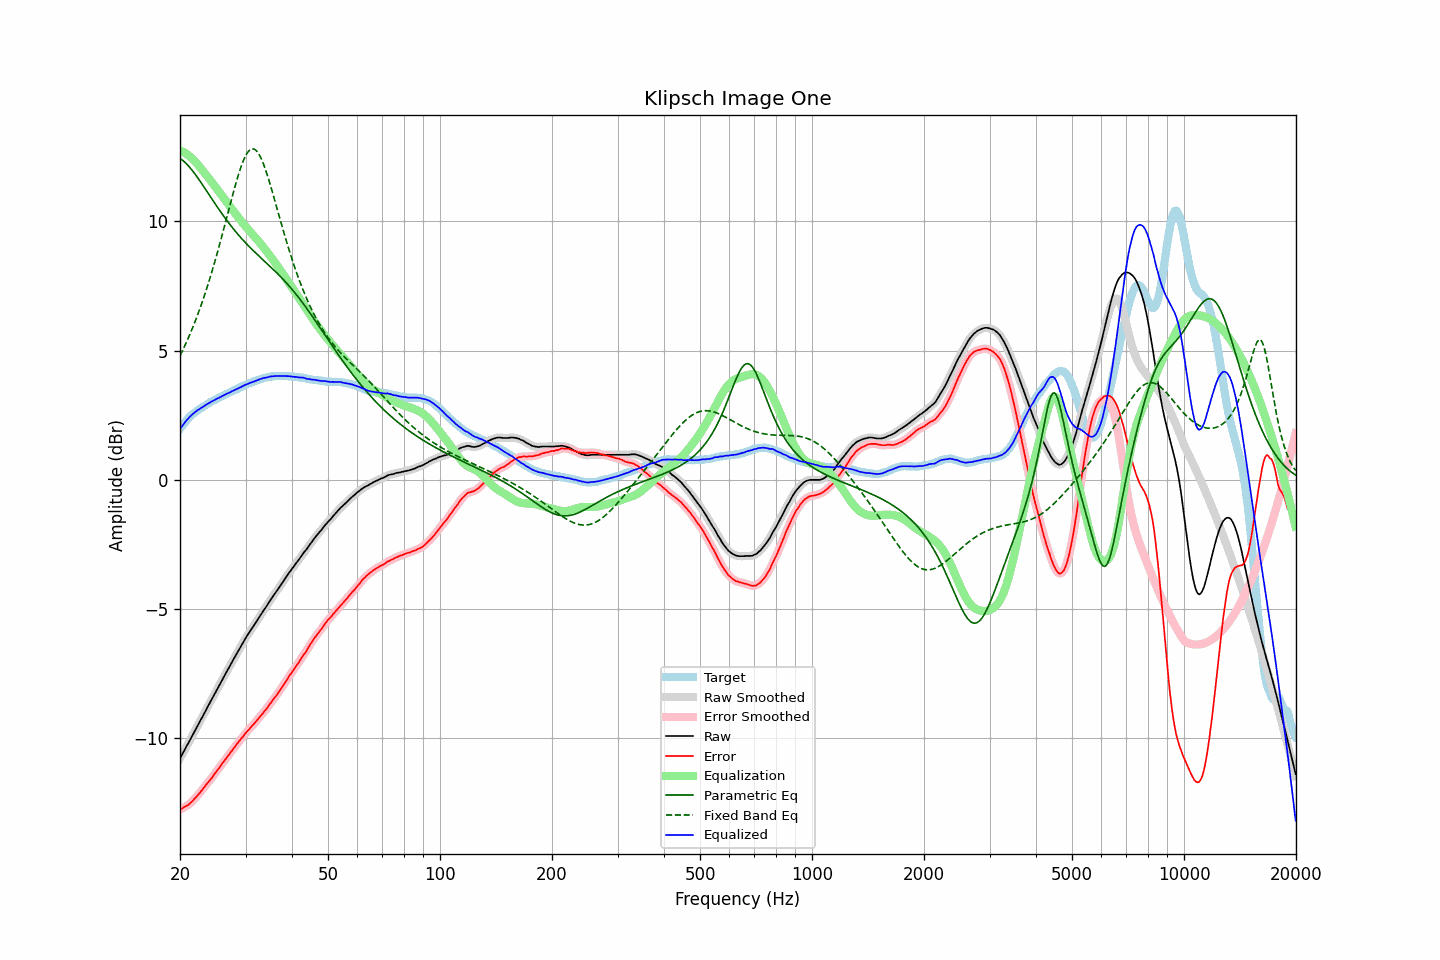 Klipsch Image One
Amplitude (dBr)
10
5
0
−5
−10
Target
Raw Smoothed
Error Smoothed
Raw
Error
Equalization
Parametric Eq
Fixed Band Eq
Equalized
20 50 100 200 500 1000 2000 5000 10000 20000
Frequency (Hz)